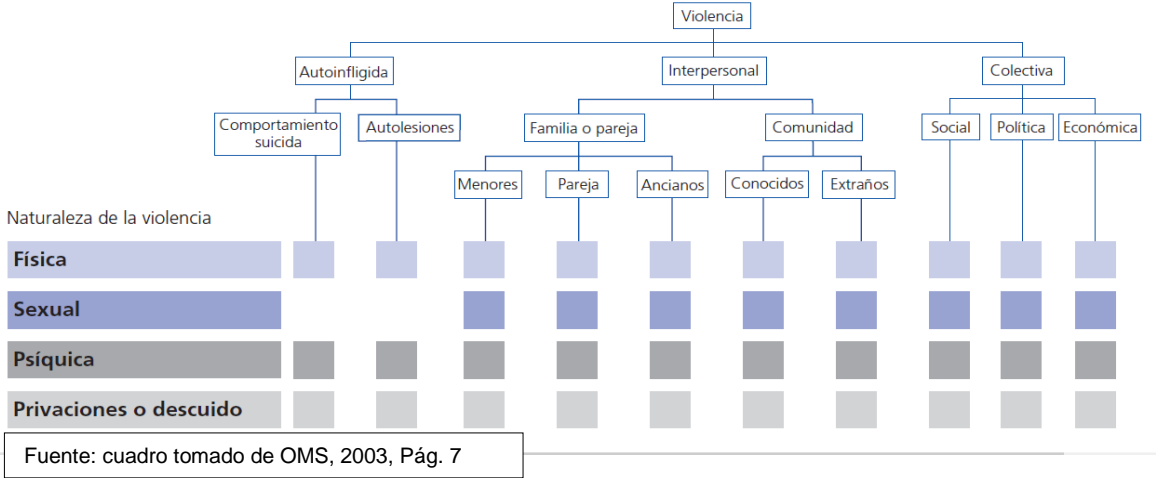 Violencia
Autoinfligida
Interpersonal
Colectiva
Comportamiento
suicida
Autolesiones
Familia o pareja
Comunidad
Social
Política
Económica
Menores
Pareja
Ancianos
Conocidos
Extraños
Naturaleza de la violencia
Física
Sexual
Psíquica
Privaciones o descuido
Fuente: cuadro tomado de OMS, 2003, Pág. 7